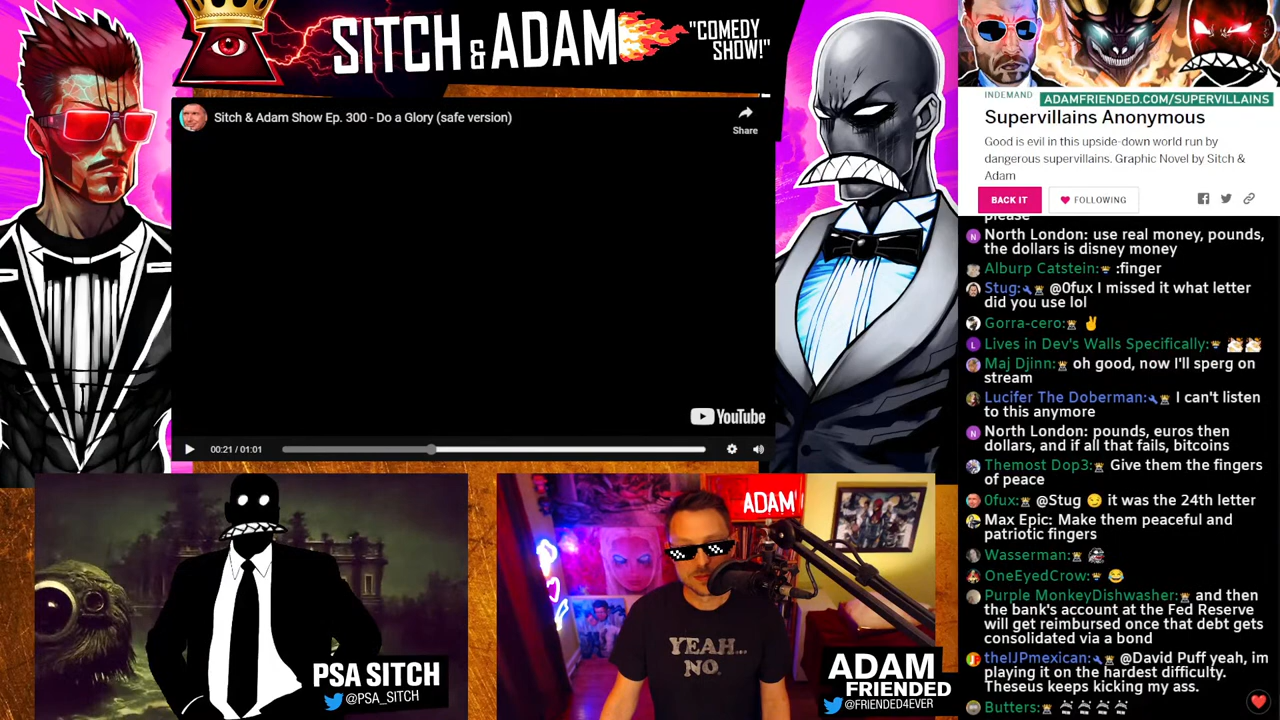 SITCH & ADAM
"COMEDY
SHOW!"
Sitch & Adam Show Ep. 300 - Do a Glory (safe version)
Share
YouTube
00:21 / 01:01
PSA SITCH
@PSA_SITCH
ADAM
YEAH...
NO.
ADAM
FRIENDED
@FRIENDED4EVER
INDEMAND
ADAMFRIENDED.COM/SUPERVILLAINS
Supervillains Anonymous
Good is evil in this upside-down world run by
dangerous supervillains. Graphic Novel by Sitch &
Adam
BACK IT
FOLLOWING
please
North London: use real money, pounds,
the dollars is disney money
Alburp Catstein: :finger
Stug: @0fux I missed it what letter
did you use lol
Gorra-cero: ✌
Lives in Dev's Walls Specifically:
Maj Djinn: oh good, now I'll sperg on
stream
Lucifer The Doberman: I can't listen
to this anymore
North London: pounds, euros then
dollars, and if all that fails, bitcoins
Themost Dop3: Give them the fingers
of peace
0fux: @Stug 😏 it was the 24th letter
Max Epic: Make them peaceful and
patriotic fingers
Wasserman:
OneEyedCrow: 😂
Purple MonkeyDishwasher: and then
the bank's account at the Fed Reserve
will get reimbursed once that debt gets
consolidated via a bond
theIJPmexican: @David Puff yeah, im
playing it on the hardest difficulty.
Theseus keeps kicking my ass.
Butters: